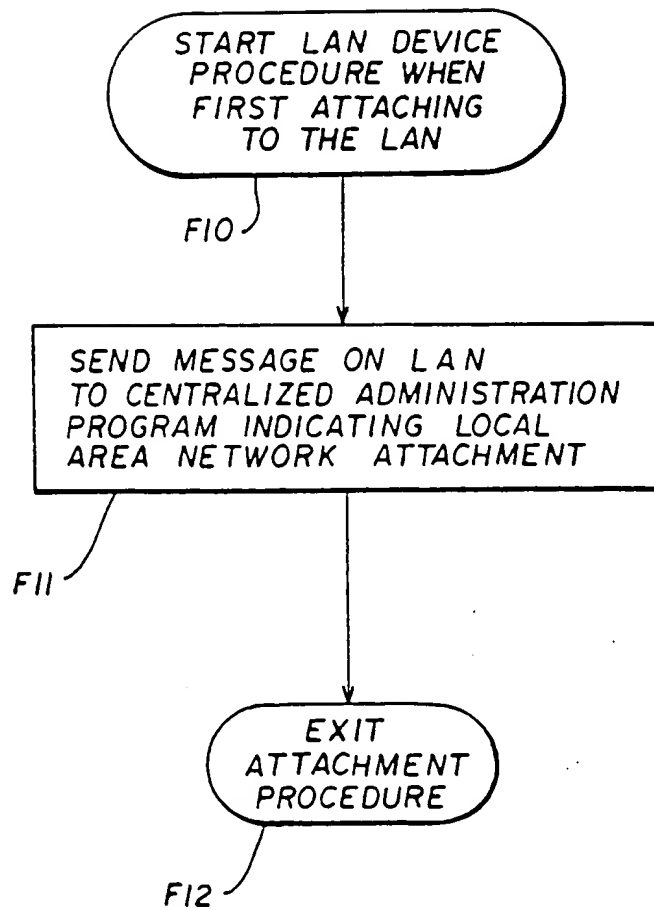 START LAN DEVICE
PROCEDURE WHEN
FIRST ATTACHING
TO THE LAN
F10
SEND MESSAGE ON LAN
TO CENTRALIZED ADMINISTRATION
PROGRAM INDICATING LOCAL
AREA NETWORK ATTACHMENT
F11
EXIT
ATTACHMENT
PROCEDURE
F12